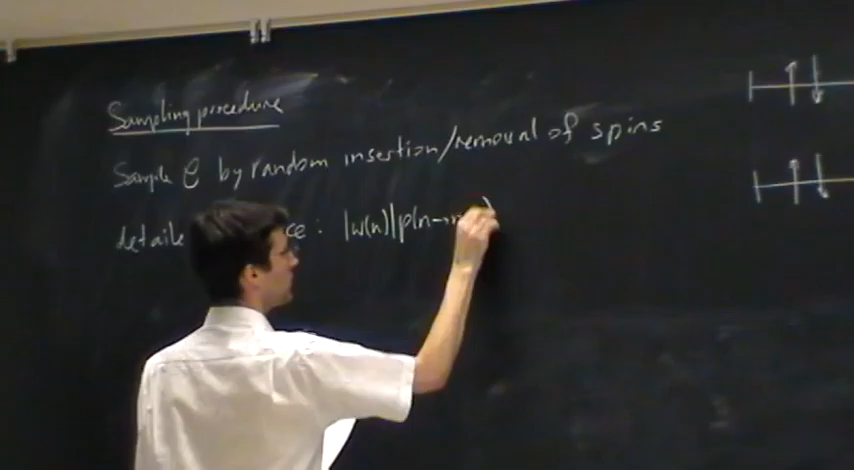 Sampling procedure
Sample C by random insertion/removal of spins
detaile ce : |w(n)| p(n→